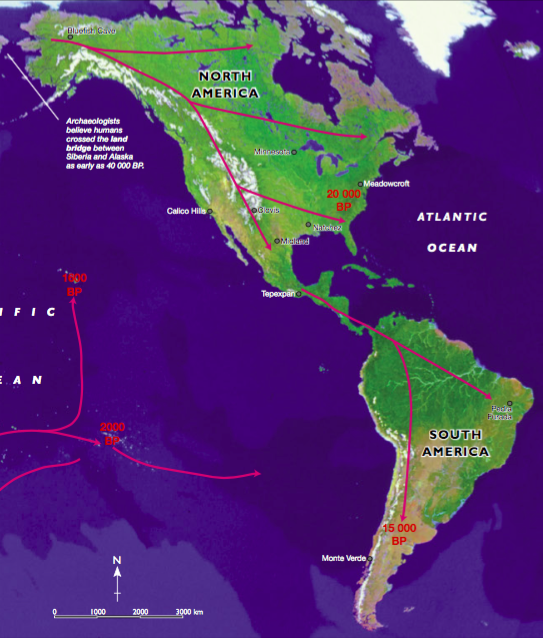 Bluefish Cave
NORTH
AMERICA
Archaeologists
believe humans
crossed the land
bridge between
Siberia and Alaska
as early as 40 000 BP.
Minnesota
Meadowcroft
20 000
BP
Calico Hills
Clovis
Natchez
Midland
ATLANTIC
OCEAN
1000
BP
Tepexpan
I F I C
E A N
Pedra
Furada
2000
BP
SOUTH
AMERICA
15 000
BP
Monte Verde
N
0 1000 2000 3000 km